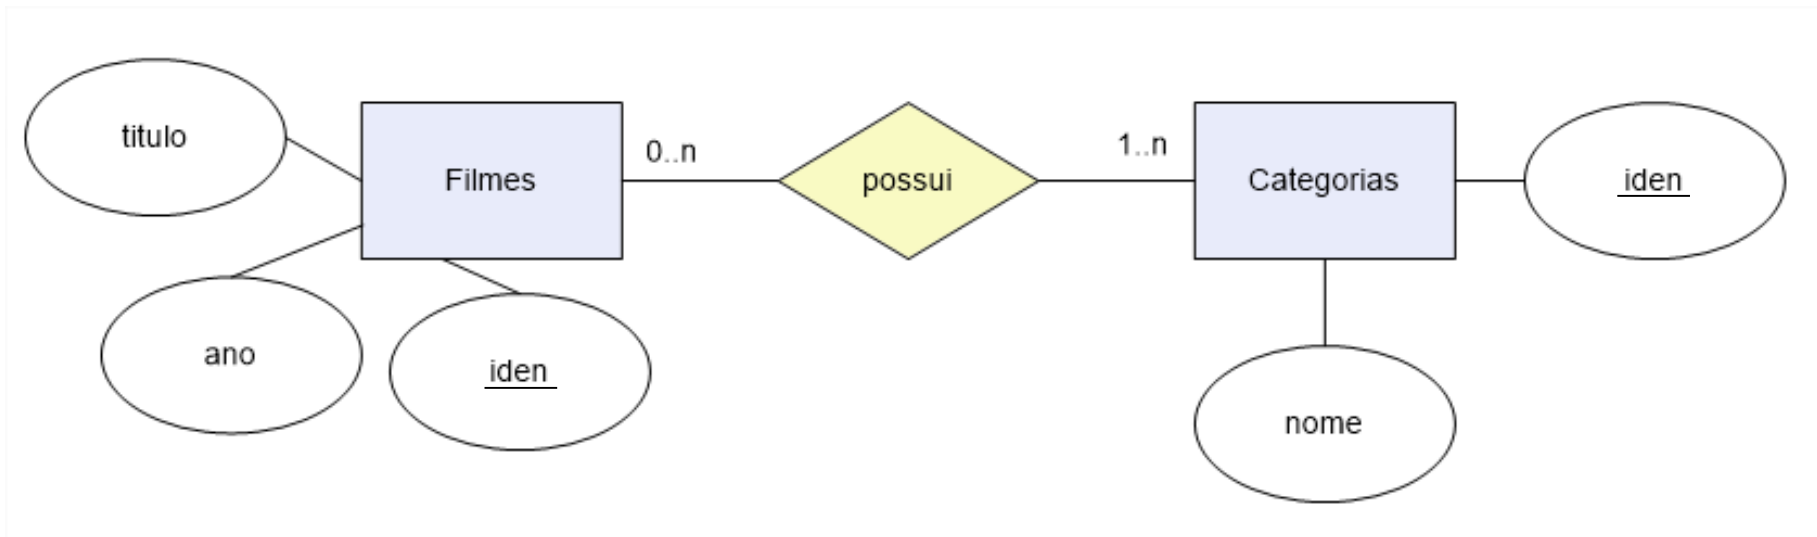 titulo
Filmes
0..n
possui
1..n
Categorias
iden
ano
iden
nome